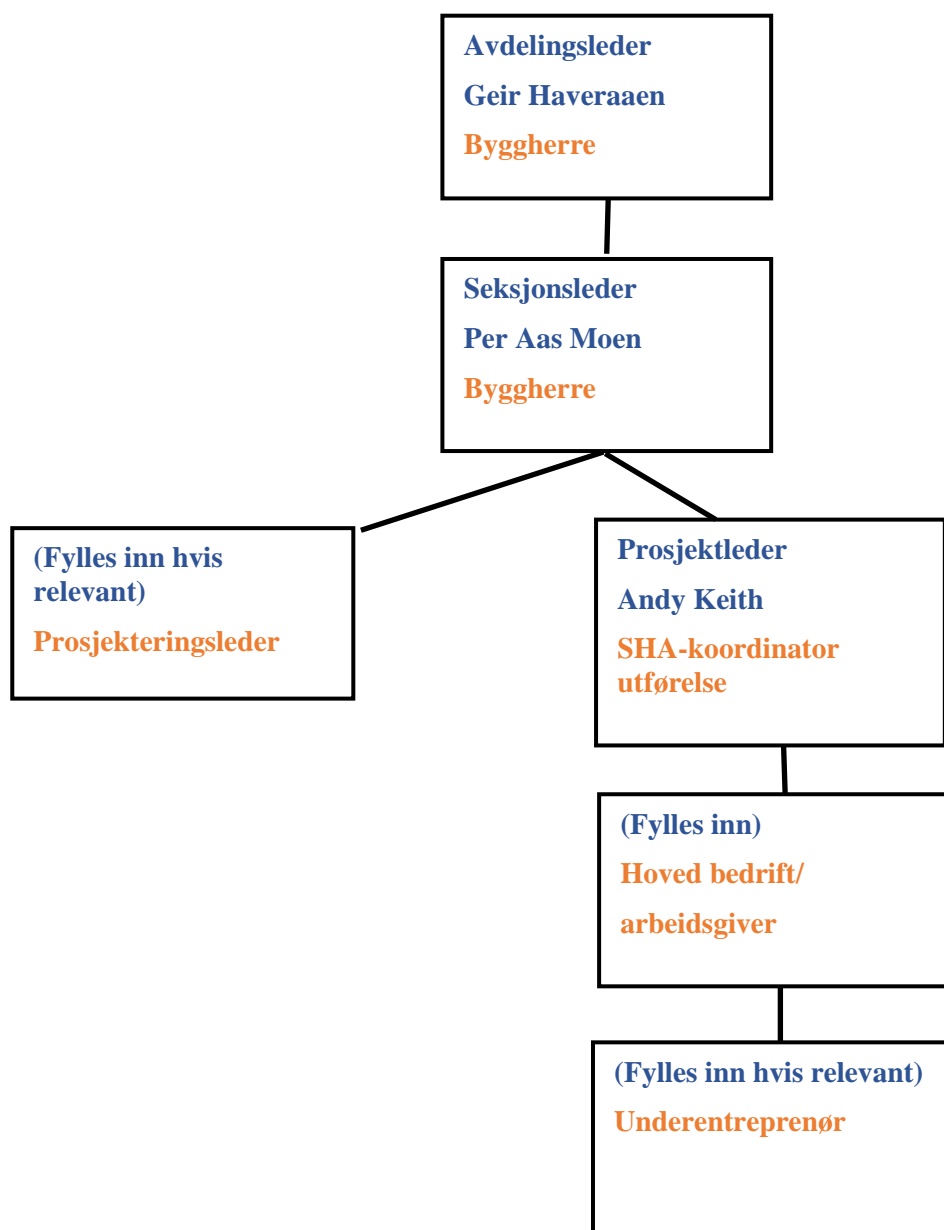 Avdelingsleder
Geir Haveraaen
Byggherre
Seksjonsleder
Per Aas Moen
Byggherre
(Fylles inn hvis
relevant)
Prosjekteringsleder
Prosjektleder
Andy Keith
SHA-koordinator
utførelse
(Fylles inn)
Hoved bedrift/
arbeidsgiver
(Fylles inn hvis relevant)
Underentreprenør